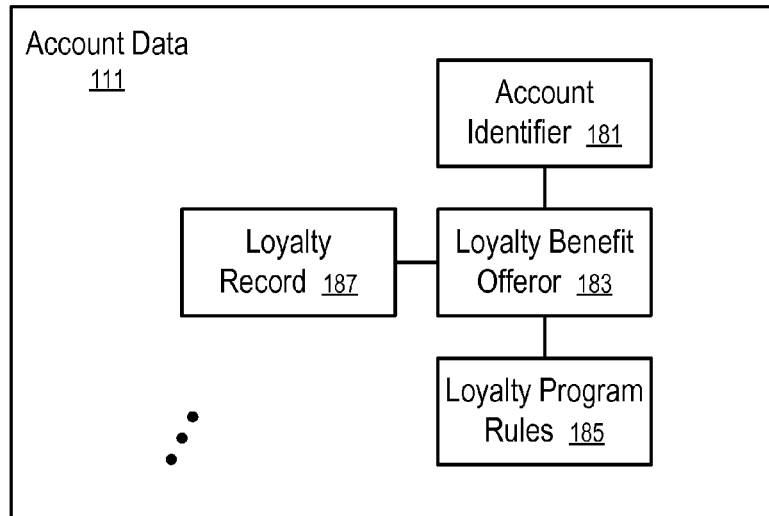 Account Data
111
Account
Identifier 181
Loyalty
Record 187
Loyalty Benefit
Offeror 183
Loyalty Program
Rules 185